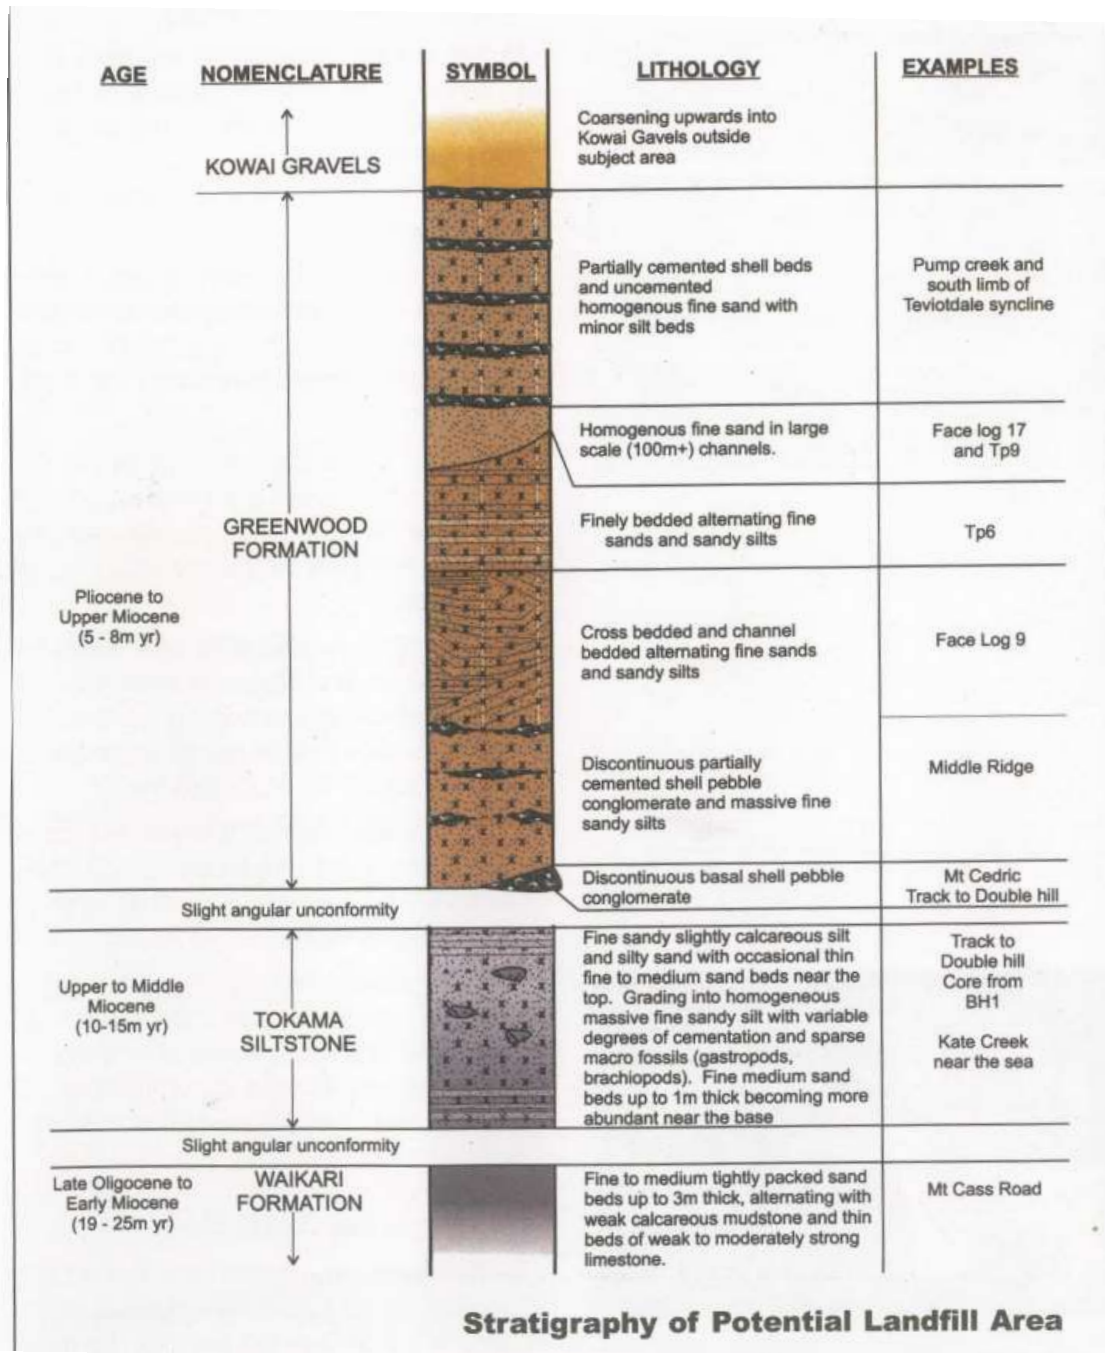 AGE NOMENCLATURE SYMBOL LITHOLOGY EXAMPLES
KOWAI GRAVELS
Coarsening upwards into
Kowai Gavels outside
subject area
Pliocene to
Upper Miocene
(5 - 8m yr)
GREENWOOD
FORMATION
Partially cemented shell beds
and uncemented
homogenous fine sand with
minor silt beds
Pump creek and
south limb of
Teviotdale syncline
Homogenous fine sand in large
scale (100m+) channels.
Face log 17
and Tp9
Finely bedded alternating fine
sands and sandy silts
Tp6
Cross bedded and channel
bedded alternating fine sands
and sandy silts
Face Log 9
Discontinuous partially
cemented shell pebble
conglomerate and massive fine
sandy silts
Middle Ridge
Discontinuous basal shell pebble
conglomerate
Mt Cedric
Track to Double hill
Slight angular unconformity
Upper to Middle
Miocene
(10-15m yr)
TOKAMA
SILTSTONE
Fine sandy slightly calcareous silt
and silty sand with occasional thin
fine to medium sand beds near the
top. Grading into homogeneous
massive fine sandy silt with variable
degrees of cementation and sparse
macro fossils (gastropods,
brachiopods). Fine medium sand
beds up to 1m thick becoming more
abundant near the base
Track to
Double hill
Core from
BH1
Kate Creek
near the sea
Slight angular unconformity
Late Oligocene to
Early Miocene
(19 - 25m yr)
WAIKARI
FORMATION
Fine to medium tightly packed sand
beds up to 3m thick, alternating with
weak calcareous mudstone and thin
beds of weak to moderately strong
limestone.
Mt Cass Road
Stratigraphy of Potential Landfill Area